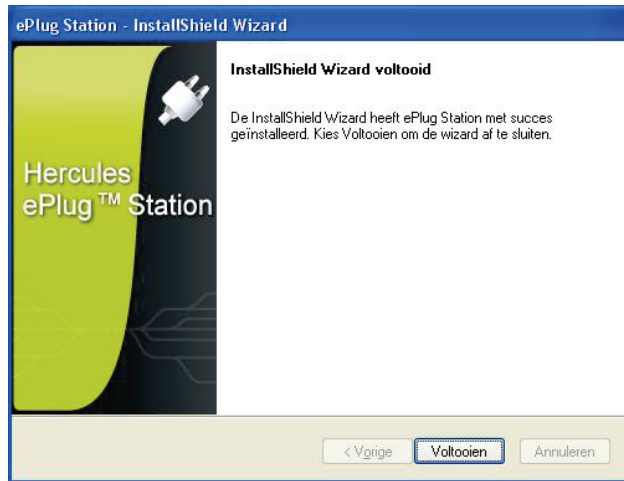 ePlug Station - InstallShield Wizard
InstallShield Wizard voltooid
De InstallShield Wizard heeft ePlug Station met succes
geïnstalleerd. Kies Voltooien om de wizard af te sluiten.
Hercules
ePlug™ Station
< Vorige
Voltooien
Annuleren